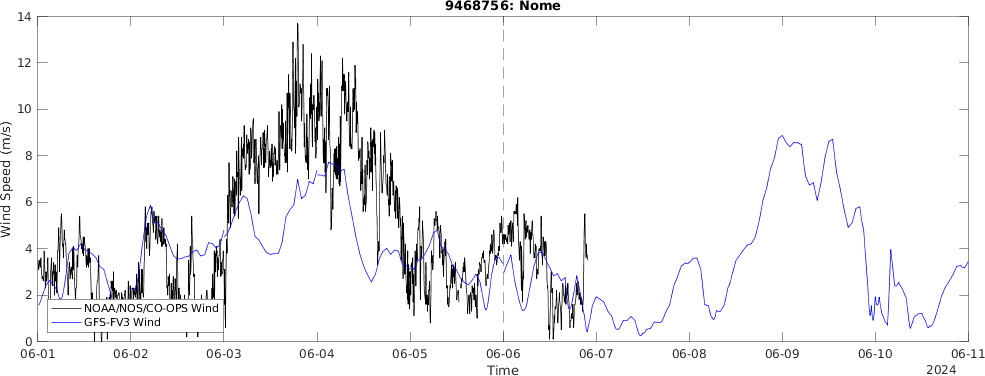 9468756: Nome
Wind Speed (m/s)
14
12
10
8
6
4
2
0
NOAA/NOS/CO-OPS Wind
GFS-FV3 Wind
06-01 06-02 06-03 06-04 06-05 06-06 06-07 06-08 06-09 06-10 06-11
Time
2024